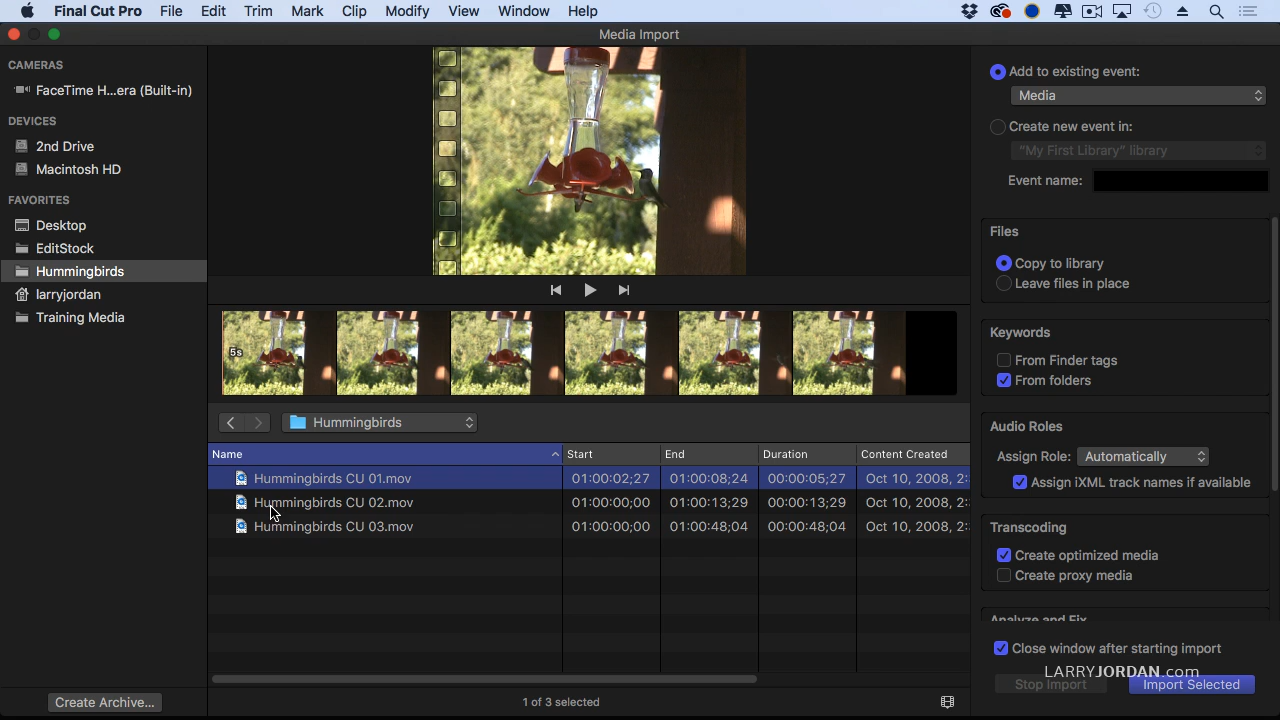 Final Cut Pro File Edit Trim Mark Clip Modify View Window Help
Media Import
CAMERAS
FaceTime H...era (Built-in)
DEVICES
2nd Drive
Macintosh HD
FAVORITES
Desktop
EditStock
Hummingbirds
larryjordan
Training Media
Create Archive...
5s
Hummingbirds
Name Start End Duration Content Created
Hummingbirds CU 01.mov 01:00:02;27 01:00:08;24 00:00:05;27 Oct 10, 2008, 2:
Hummingbirds CU 02.mov 01:00:00;00 01:00:13;29 00:00:13;29 Oct 10, 2008, 2:
Hummingbirds CU 03.mov 01:00:00;00 01:00:48;04 00:00:48;04 Oct 10, 2008, 2:
1 of 3 selected
Add to existing event:
Media
Create new event in:
"My First Library" library
Event name:
Files
Copy to library
Leave files in place
Keywords
From Finder tags
From folders
Audio Roles
Assign Role: Automatically
Assign iXML track names if available
Transcoding
Create optimized media
Create proxy media
Analyze and Fix
Close window after starting import
LARRYJORDAN.com
Stop Import Import Selected